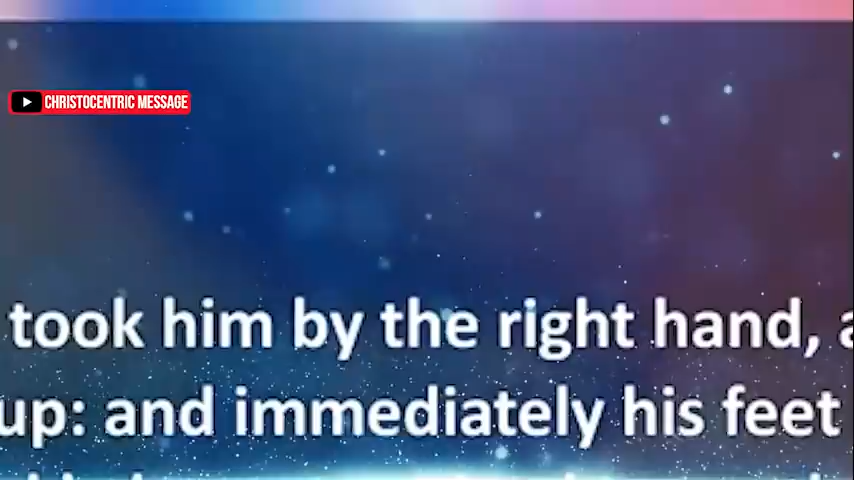 CHRISTOCENTRIC MESSAGE
took him by the right hand,
up: and immediately his feet